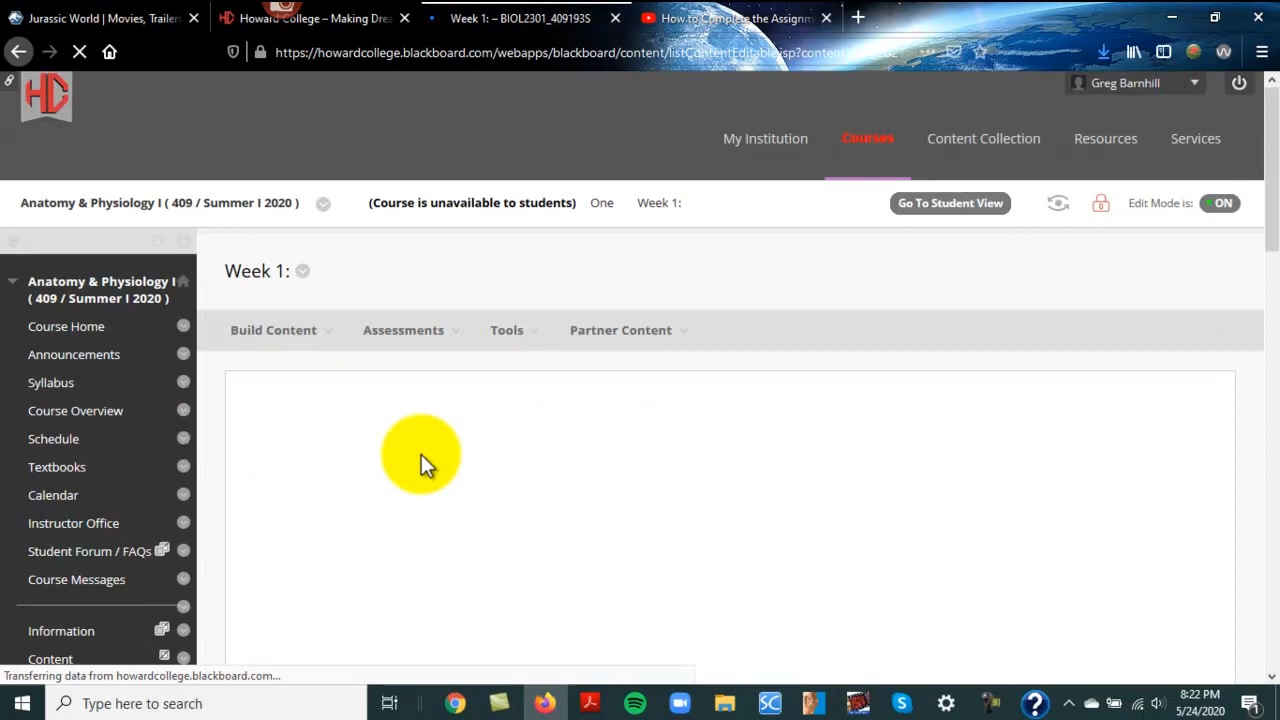 Jurassic World | Movies, Trailers
Howard College – Making Drea
Week 1: – BIOL2301_409193S
How to Complete the Assignm
https://howardcollege.blackboard.com/webapps/blackboard/content/listContentEditable.jsp?content
HC
Greg Barnhill
My Institution
Courses
Content Collection
Resources
Services
Anatomy & Physiology I ( 409 / Summer I 2020 )
(Course is unavailable to students)
One
Week 1:
Go To Student View
Edit Mode is:
ON
Anatomy & Physiology I
( 409 / Summer I 2020 )
Course Home
Announcements
Syllabus
Course Overview
Schedule
Textbooks
Calendar
Instructor Office
Student Forum / FAQs
Course Messages
Information
Content
Week 1:
Build Content
Assessments
Tools
Partner Content
Transferring data from howardcollege.blackboard.com...
Type here to search
8:22 PM
5/24/2020